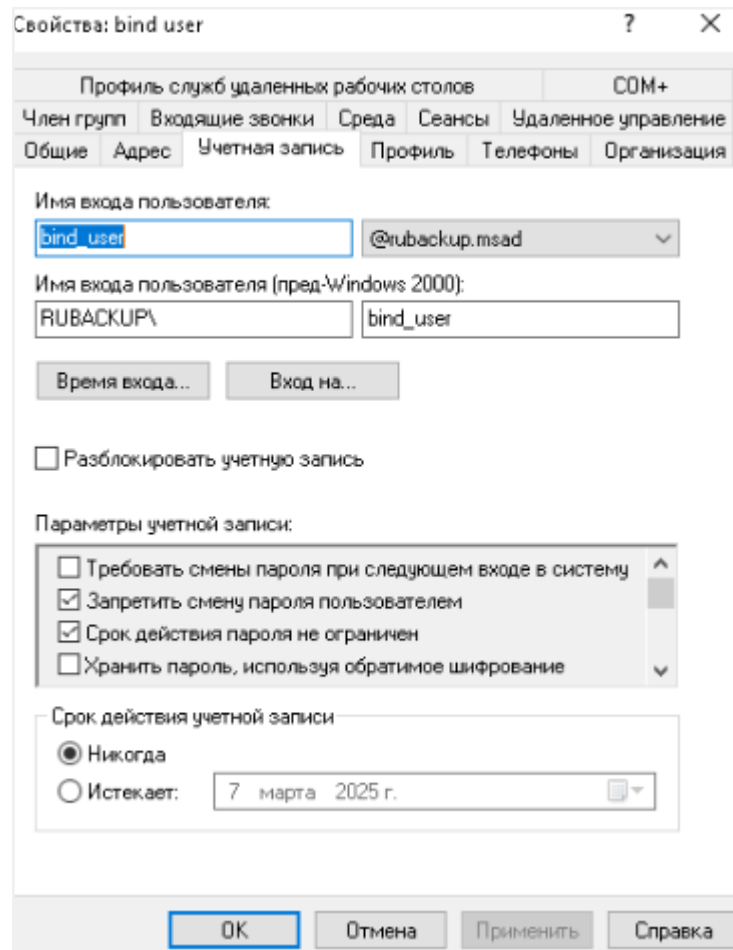 Свойства: bind user
?
Профиль служб удаленных рабочих столов COM+
Член групп Входящие звонки Среда Сеансы Удаленное управление
Общие Адрес Учетная запись Профиль Телефоны Организация
Имя входа пользователя:
bind_user @rubackup.msad
Имя входа пользователя (пред-Windows 2000):
RUBACKUP\ bind_user
Время входа... Вход на...
Разблокировать учетную запись
Параметры учетной записи:
Требовать смены пароля при следующем входе в систему
Запретить смену пароля пользователем
Срок действия пароля не ограничен
Хранить пароль, используя обратимое шифрование
Срок действия учетной записи
Никогда
Истекает: 7 марта 2025 г.
OK Отмена Применить Справка